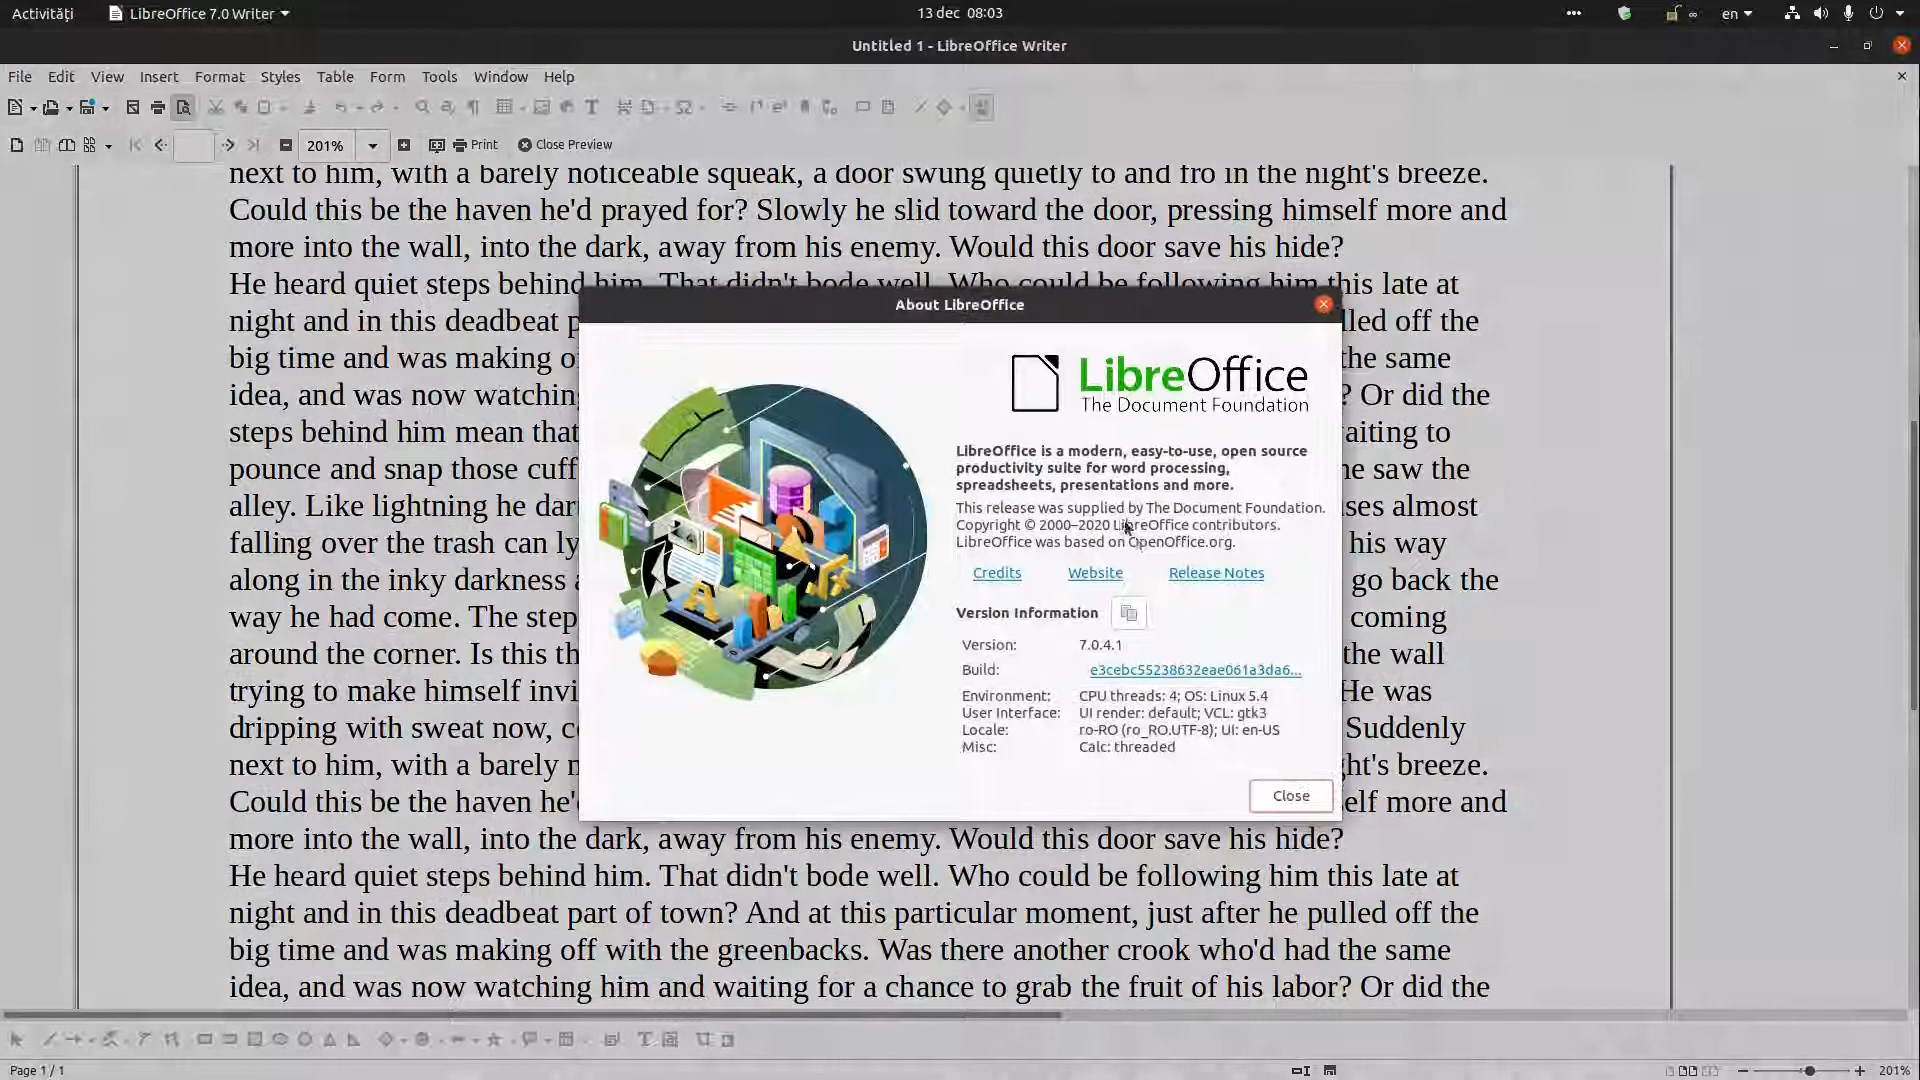 Activități
LibreOffice 7.0 Writer
13 dec 08:03
en
Untitled 1 - LibreOffice Writer
File Edit View Insert Format Styles Table Form Tools Window Help
201%
Print
Close Preview
next to him, with a barely noticeable squeak, a door swung quietly to and fro in the night's breeze.
Could this be the haven he'd prayed for? Slowly he slid toward the door, pressing himself more and
more into the wall, into the dark, away from his enemy. Would this door save his hide?
He heard quiet steps behind him. That didn't bode well. Who could be following him this late at
night and in this deadbeat
lled off the
big time and was making
the same
idea, and was now watching
? Or did the
steps behind him mean that
aiting to
pounce and snap those cuff
he saw the
alley. Like lightning he dar
ses almost
falling over the trash can ly
his way
along in the inky darkness
go back the
way he had come. The step
coming
around the corner. Is this th
the wall
trying to make himself invi
He was
dripping with sweat now, c
Suddenly
next to him, with a barely
ht's breeze.
Could this be the haven he'
elf more and
more into the wall, into the dark, away from his enemy. Would this door save his hide?
He heard quiet steps behind him. That didn't bode well. Who could be following him this late at
night and in this deadbeat part of town? And at this particular moment, just after he pulled off the
big time and was making off with the greenbacks. Was there another crook who'd had the same
idea, and was now watching him and waiting for a chance to grab the fruit of his labor? Or did the
About LibreOffice
LibreOffice
The Document Foundation
LibreOffice is a modern, easy-to-use, open source
productivity suite for word processing,
spreadsheets, presentations and more.
This release was supplied by The Document Foundation.
Copyright © 2000–2020 LibreOffice contributors.
LibreOffice was based on OpenOffice.org.
Credits Website Release Notes
Version Information
Version: 7.0.4.1
Build: e3cebc55238632eae061a3da6...
Environment: CPU threads: 4; OS: Linux 5.4
User Interface: UI render: default; VCL: gtk3
Locale: ro-RO (ro_RO.UTF-8); UI: en-US
Misc: Calc: threaded
Close
Page 1 / 1
201%